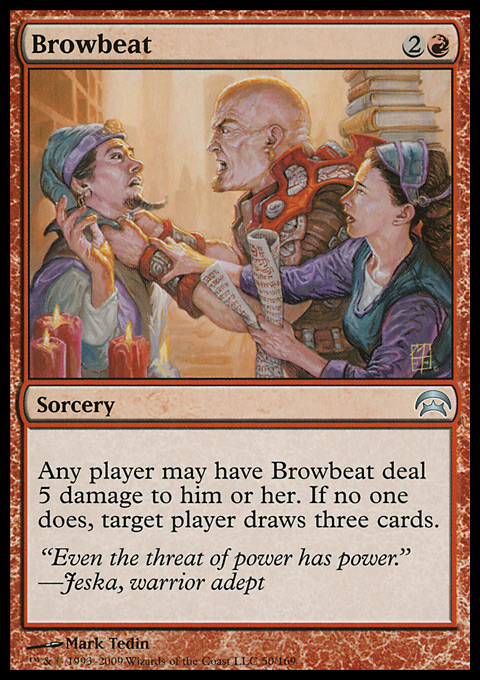 Browbeat 2
Sorcery
Any player may have Browbeat deal
5 damage to him or her. If no one
does, target player draws three cards.
“Even the threat of power has power.”
—Jeska, warrior adept
Mark Tedin
™ & © 1993–2009 Wizards of the Coast LLC 50/169